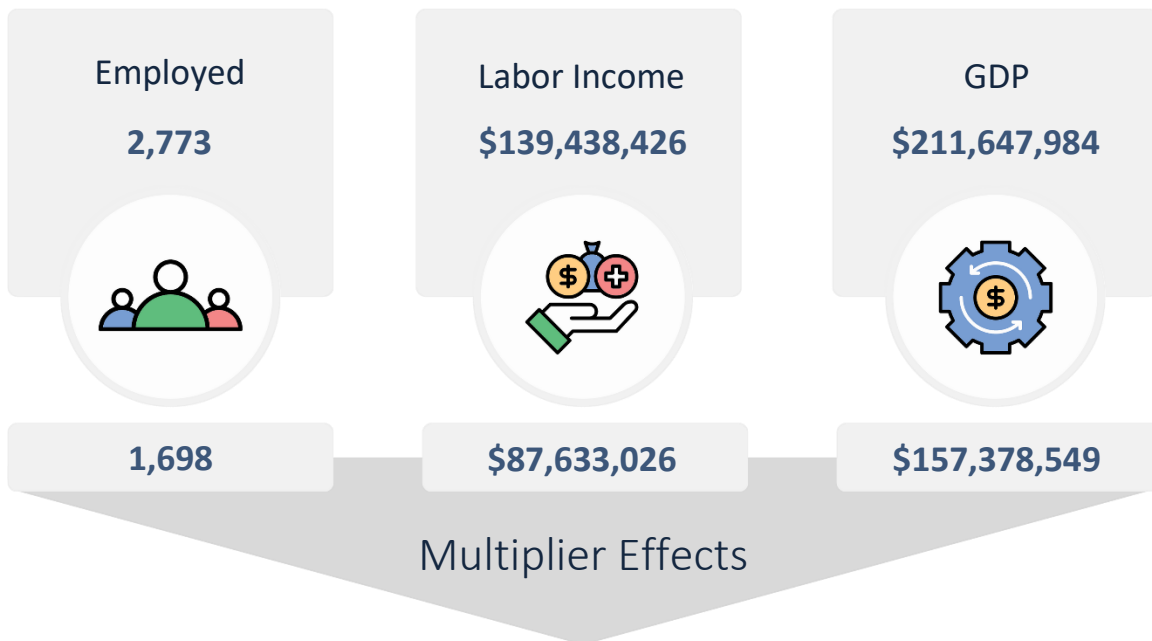 Employed
2,773
Labor Income
$139,438,426
GDP
$211,647,984
$
$
1,698
$87,633,026
$157,378,549
Multiplier Effects